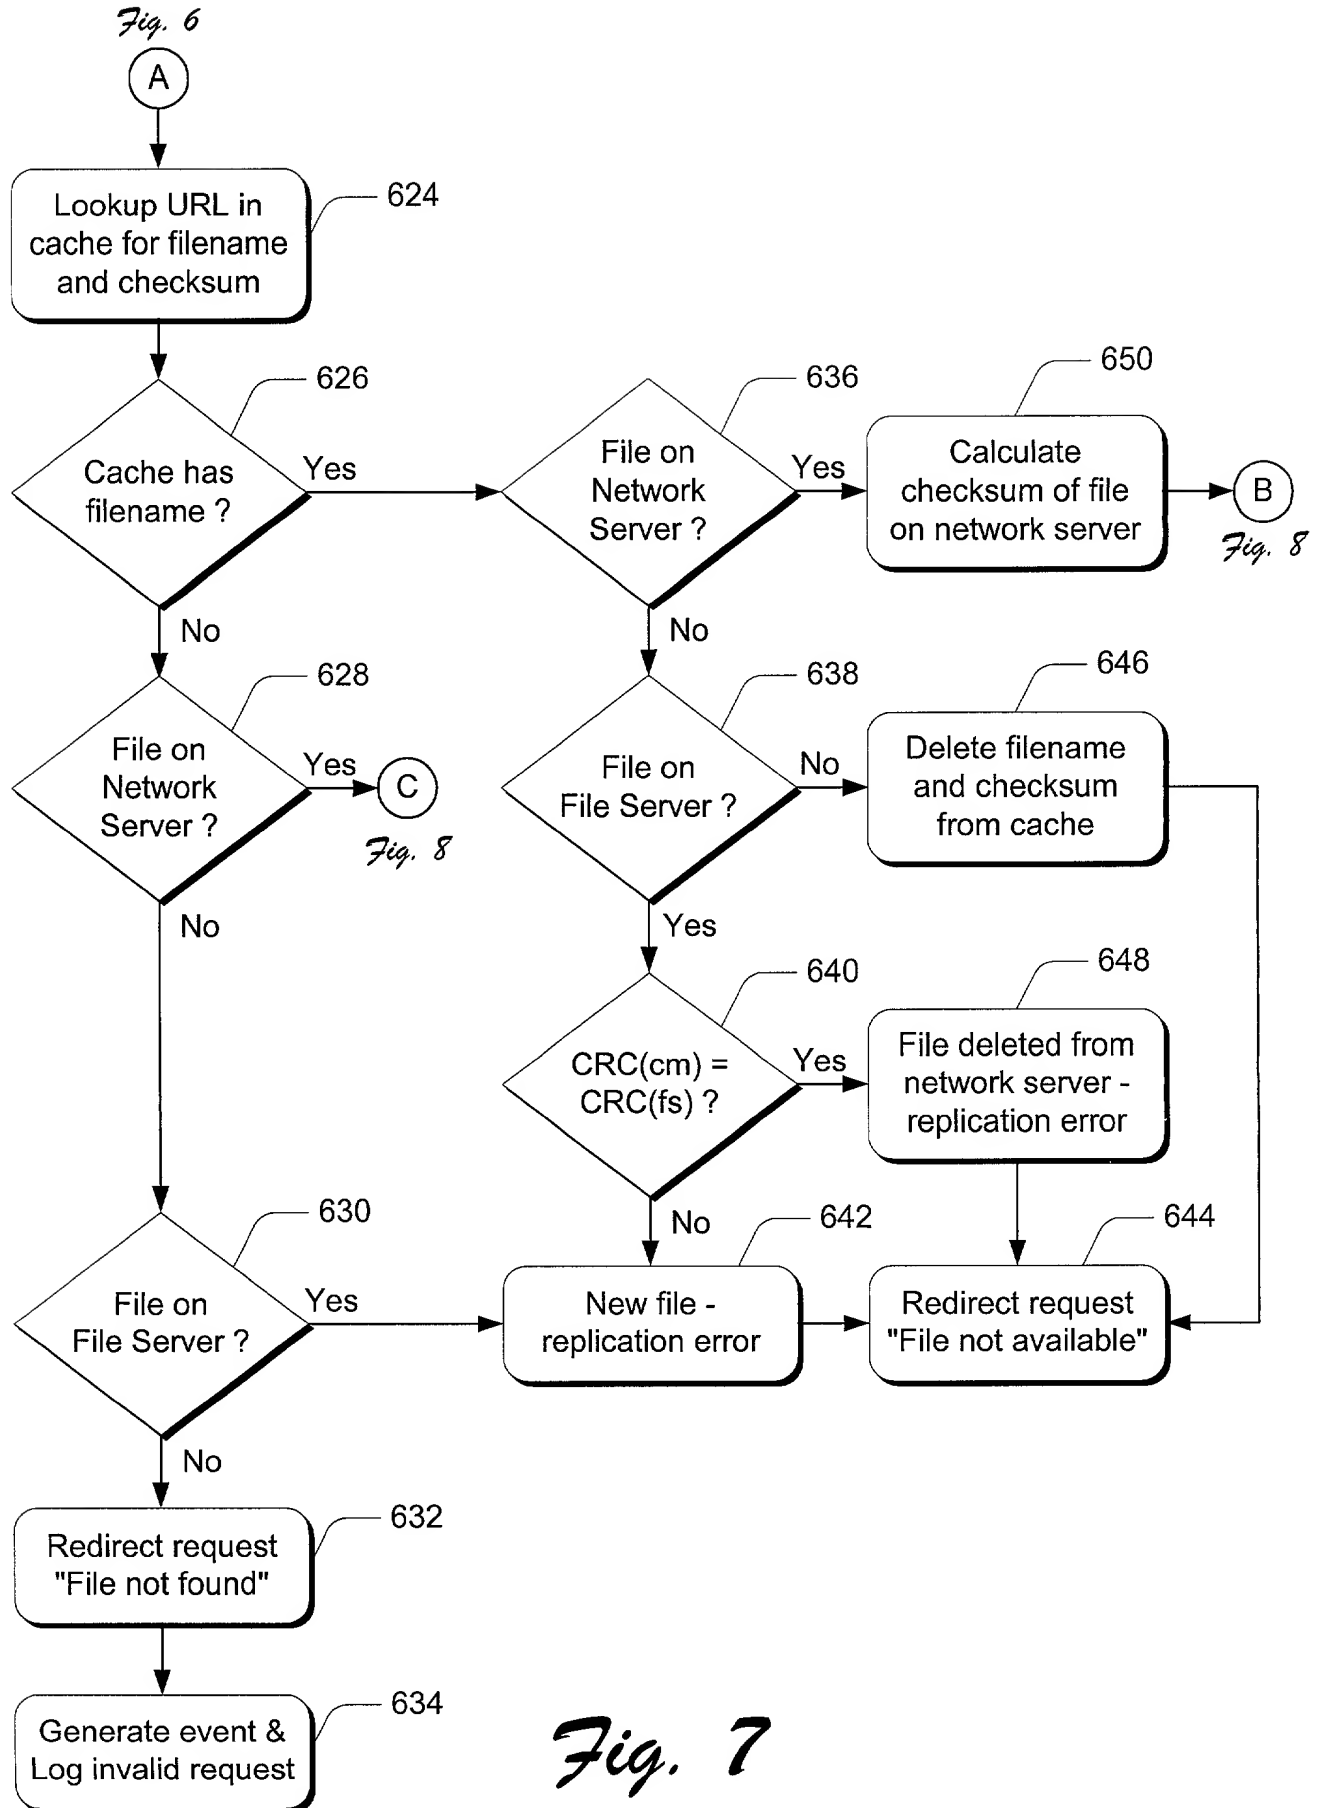 Fig. 6
A
Lookup URL in
cache for filename
and checksum
624
Cache has
filename ?
626
Yes
No
File on
Network
Server ?
636
Yes
No
Calculate
checksum of file
on network server
650
B
Fig. 8
File on
Network
Server ?
628
Yes
No
C
Fig. 8
File on
File Server ?
638
No
Yes
Delete filename
and checksum
from cache
646
CRC(cm) =
CRC(fs) ?
640
Yes
No
File deleted from
network server -
replication error
648
File on
File Server ?
630
Yes
No
New file -
replication error
642
Redirect request
"File not available"
644
Redirect request
"File not found"
632
Generate event &
Log invalid request
634
Fig. 7